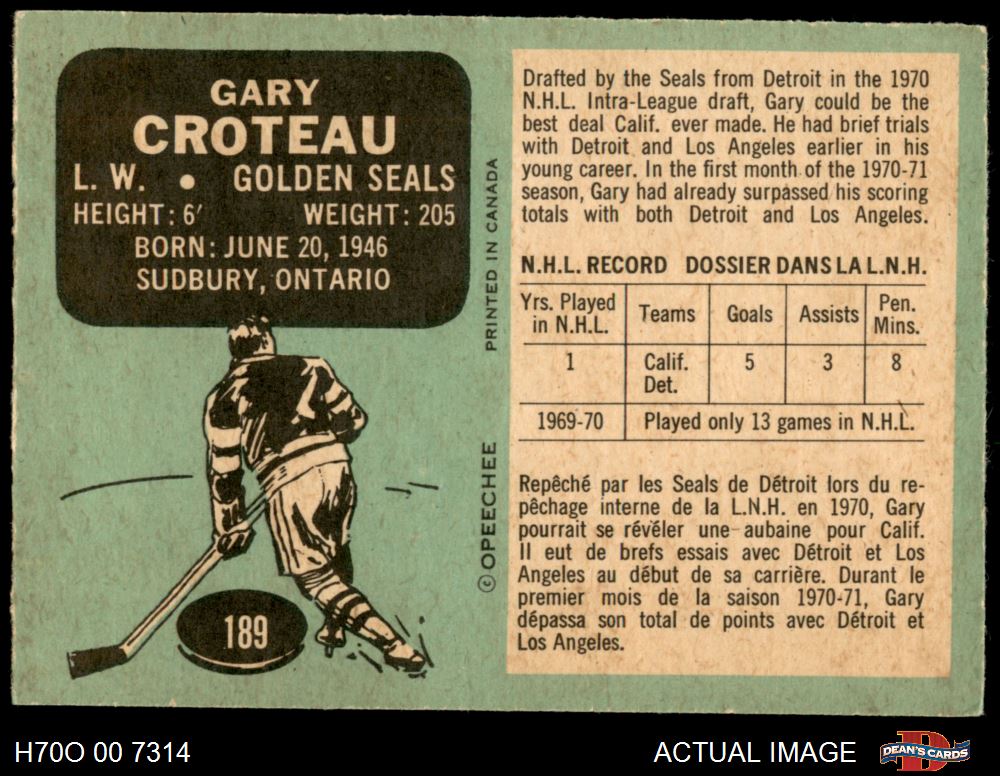 GARY
CROTEAU
L. W. • GOLDEN SEALS
HEIGHT: 6' WEIGHT: 205
BORN: JUNE 20, 1946
SUDBURY, ONTARIO
189
© OPEECHEE PRINTED IN CANADA
Drafted by the Seals from Detroit in the 1970
N.H.L. Intra-League draft, Gary could be the
best deal Calif. ever made. He had brief trials
with Detroit and Los Angeles earlier in his
young career. In the first month of the 1970-71
season, Gary had already surpassed his scoring
totals with both Detroit and Los Angeles.
N.H.L. RECORD DOSSIER DANS LA L.N.H.
Yrs. Played Teams Goals Assists Pen.
in N.H.L. Mins.
1 Calif. 5 3 8
Det.
1969-70 Played only 13 games in N.H.L.
Repêché par les Seals de Détroit lors du re-
pêchage interne de la L.N.H. en 1970, Gary
pourrait se révéler une aubaine pour Calif.
Il eut de brefs essais avec Détroit et Los
Angeles au début de sa carrière. Durant le
premier mois de la saison 1970-71, Gary
dépassa son total de points avec Détroit et
Los Angeles.
H70O 00 7314 ACTUAL IMAGE D DEAN'S CARDS